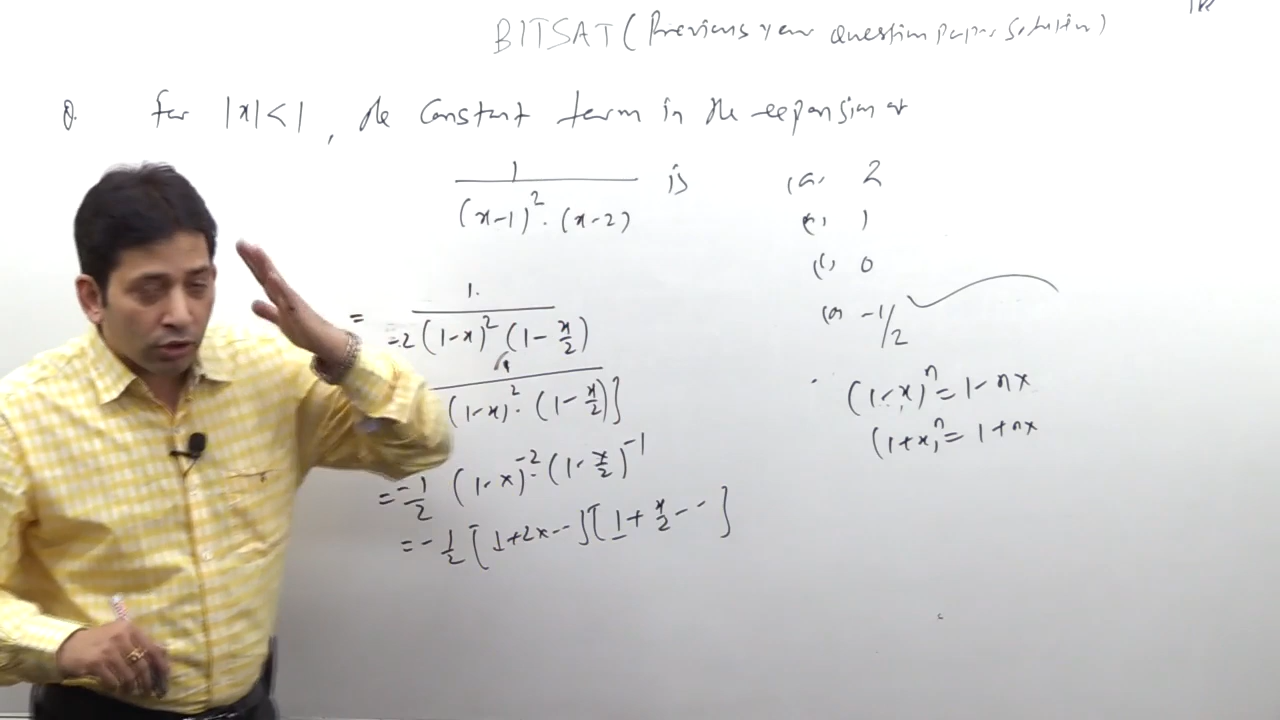 BITSAT (Previous year Question paper Solution)
Q. For |x|<1, the Constant term in the expansion of
1 / (x-1)² · (x-2) is
(a) 2
1
0
-1/2
= 1. / -2(1-x)² (1 - x/2)
(1-x)² · (1 - x/2)]
= -1/2 (1-x)⁻² · (1 - x/2)⁻¹
= -1/2 [1+2x--][1 + x/2 -- ]
(1-x)ⁿ = 1 - nx
(1+x)ⁿ = 1 + nx